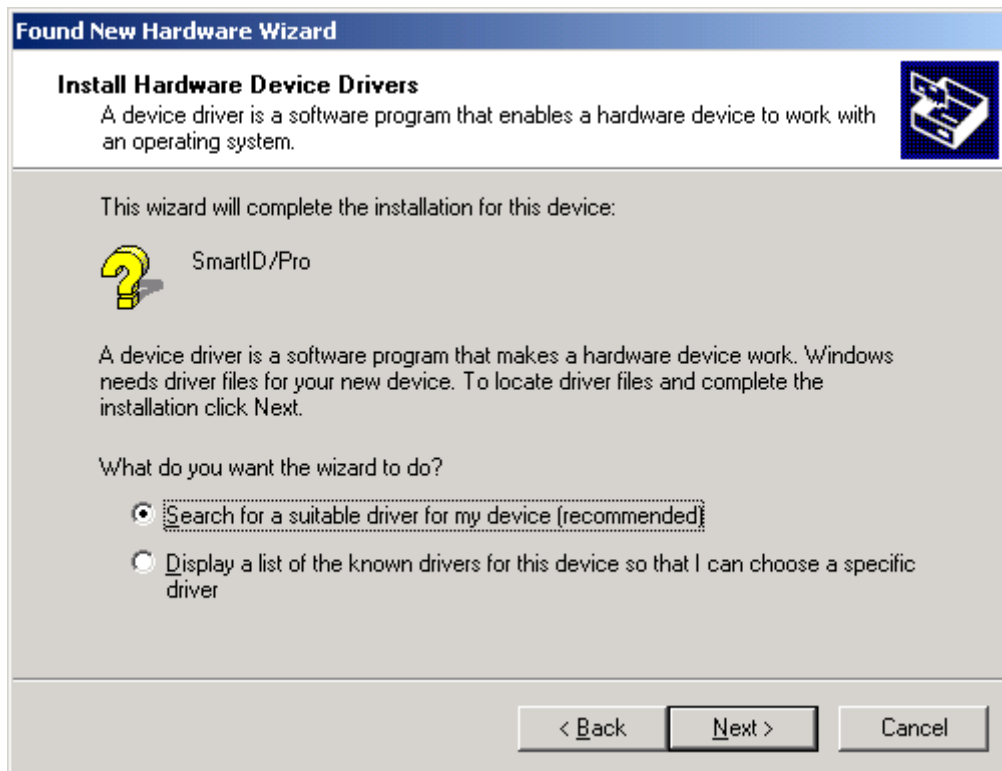 Found New Hardware Wizard
Install Hardware Device Drivers
A device driver is a software program that enables a hardware device to work with
an operating system.
This wizard will complete the installation for this device:
SmartID/Pro
A device driver is a software program that makes a hardware device work. Windows
needs driver files for your new device. To locate driver files and complete the
installation click Next.
What do you want the wizard to do?
Search for a suitable driver for my device (recommended)
Display a list of the known drivers for this device so that I can choose a specific
driver
< Back
Next >
Cancel